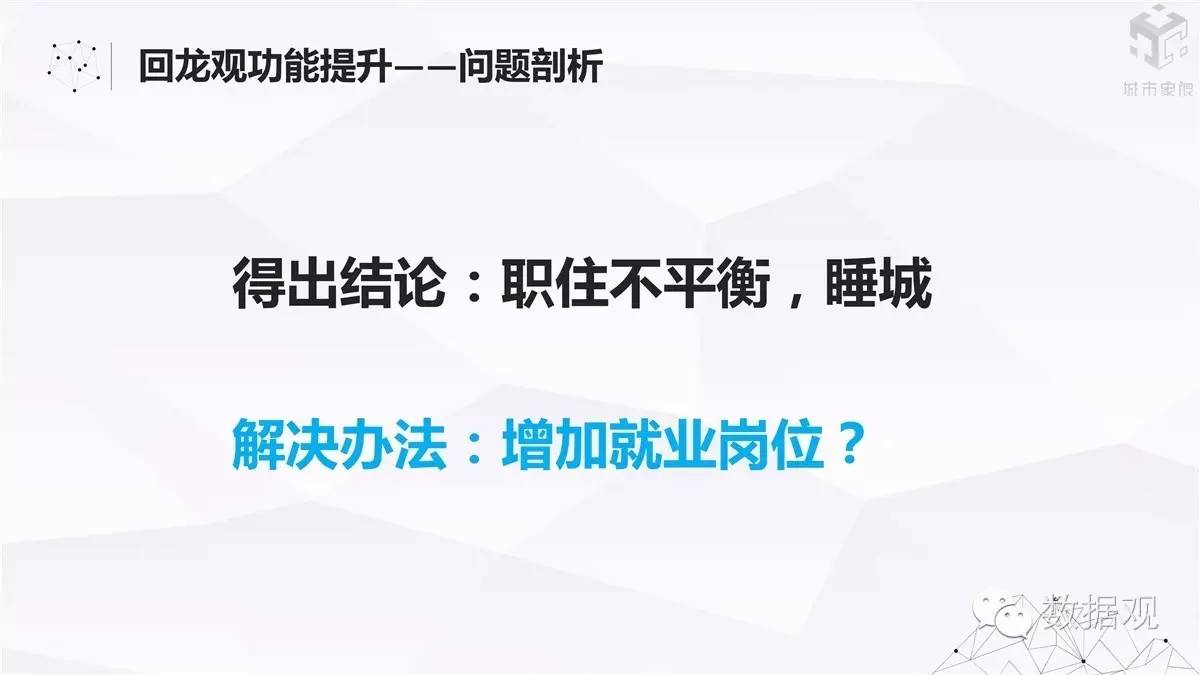 回龙观功能提升——问题剖析
城市象限
得出结论：职住不平衡，睡城
解决办法：增加就业岗位？
数据观